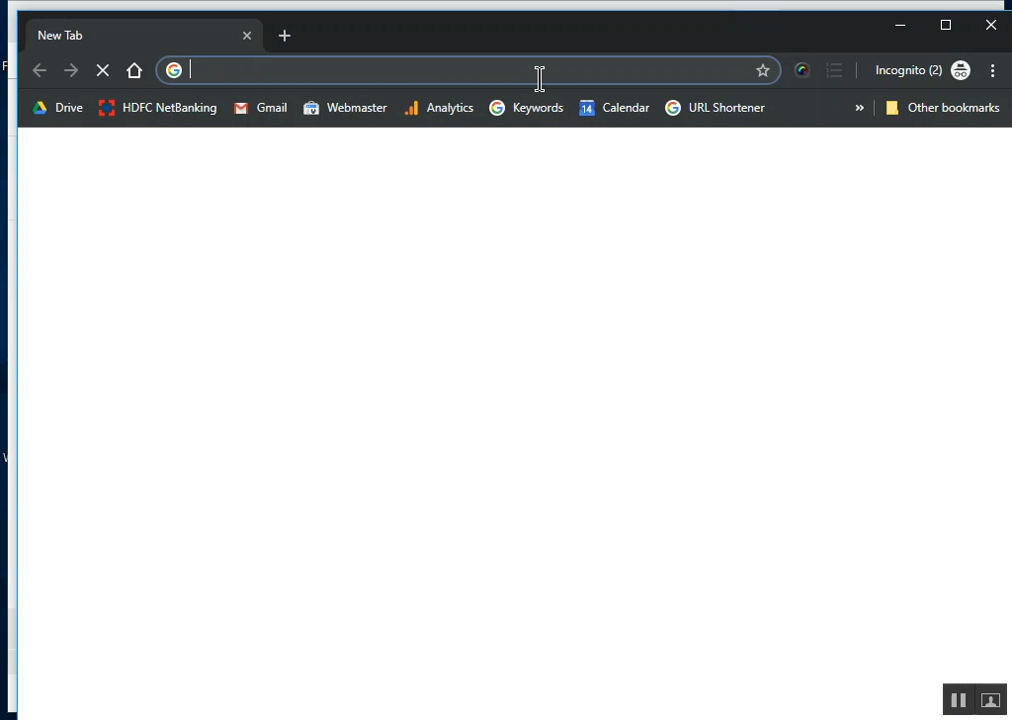 New Tab
Incognito (2)
Drive HDFC NetBanking Gmail Webmaster Analytics Keywords 14 Calendar URL Shortener » Other bookmarks